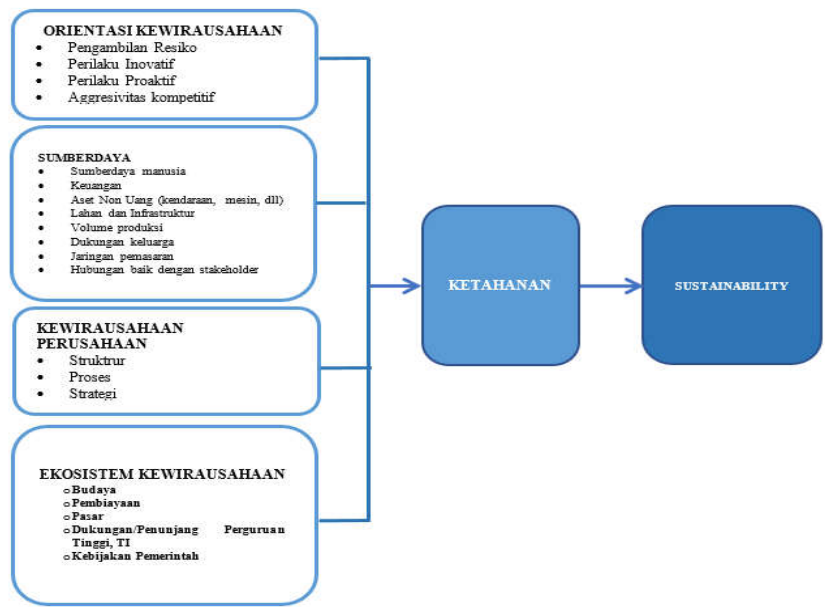 ORIENTASI KEWIRAUSAHAAN
• Pengambilan Resiko
• Perilaku Inovatif
• Perilaku Proaktif
• Aggresivitas kompetitif
SUMBERDAYA
• Sumberdaya manusia
• Keuangan
• Aset Non Uang (kendaraan, mesin, dll)
• Lahan dan Infrastruktur
• Volume produksi
• Dukungan keluarga
• Jaringan pemasaran
• Hubungan baik dengan stakeholder
KEWIRAUSAHAAN
PERUSAHAAN
• Struktrur
• Proses
• Strategi
EKOSISTEM KEWIRAUSAHAAN
o Budaya
o Pembiayaan
o Pasar
o Dukungan/Penunjang Perguruan
Tinggi, TI
o Kebijakan Pemerintah
KETAHANAN
SUSTAINABILITY